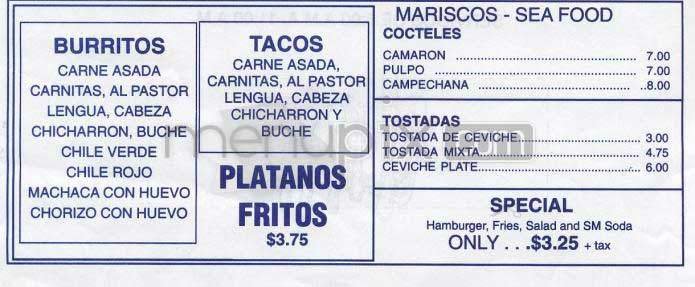 BURRITOS
CARNE ASADA
CARNITAS, AL PASTOR
LENGUA, CABEZA
CHICHARRON, BUCHE
CHILE VERDE
CHILE ROJO
MACHACA CON HUEVO
CHORIZO CON HUEVO
TACOS
CARNE ASADA,
CARNITAS, AL PASTOR
LENGUA, CABEZA
CHICHARRON Y
BUCHE
PLATANOS
FRITOS
$3.75
MARISCOS - SEA FOOD
COCTELES
CAMARON 7.00
PULPO 7.00
CAMPECHANA 8.00
TOSTADAS
TOSTADA DE CEVICHE 3.00
TOSTADA MIXTA 4.75
CEVICHE PLATE 6.00
SPECIAL
Hamburger, Fries, Salad and SM Soda
ONLY . . .$3.25 + tax
menupix.com